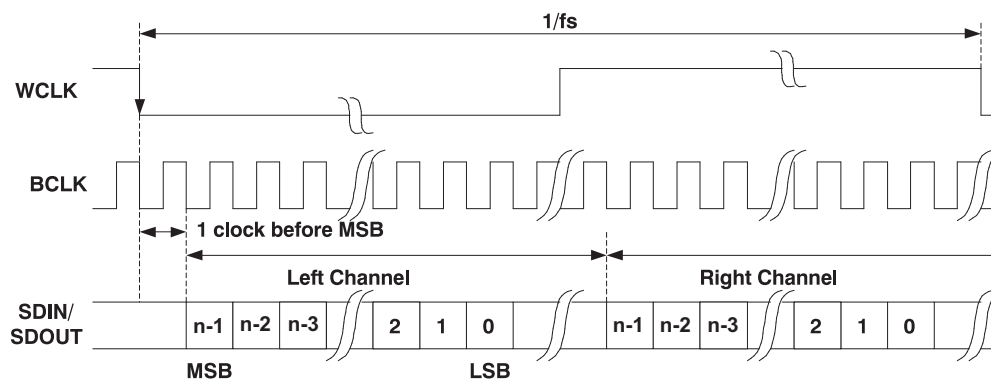 1/fs
WCLK
BCLK
1 clock before MSB
Left Channel
Right Channel
SDIN/
SDOUT
n-1 n-2 n-3 2 1 0 n-1 n-2 n-3 2 1 0
MSB LSB